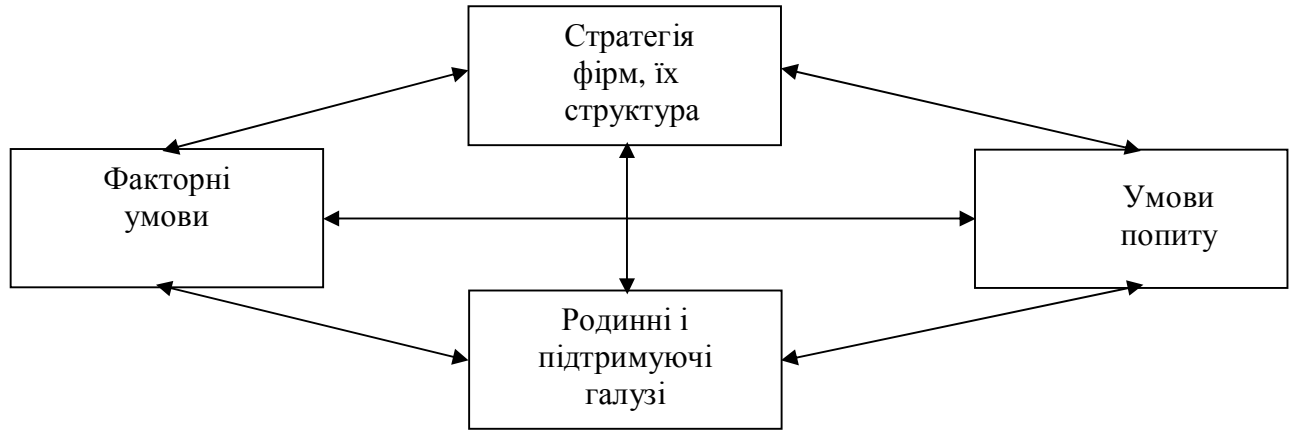 Стратегія
фірм, їх
структура
Факторні
умови
Умови
попиту
Родинні і
підтримуючі
галузі